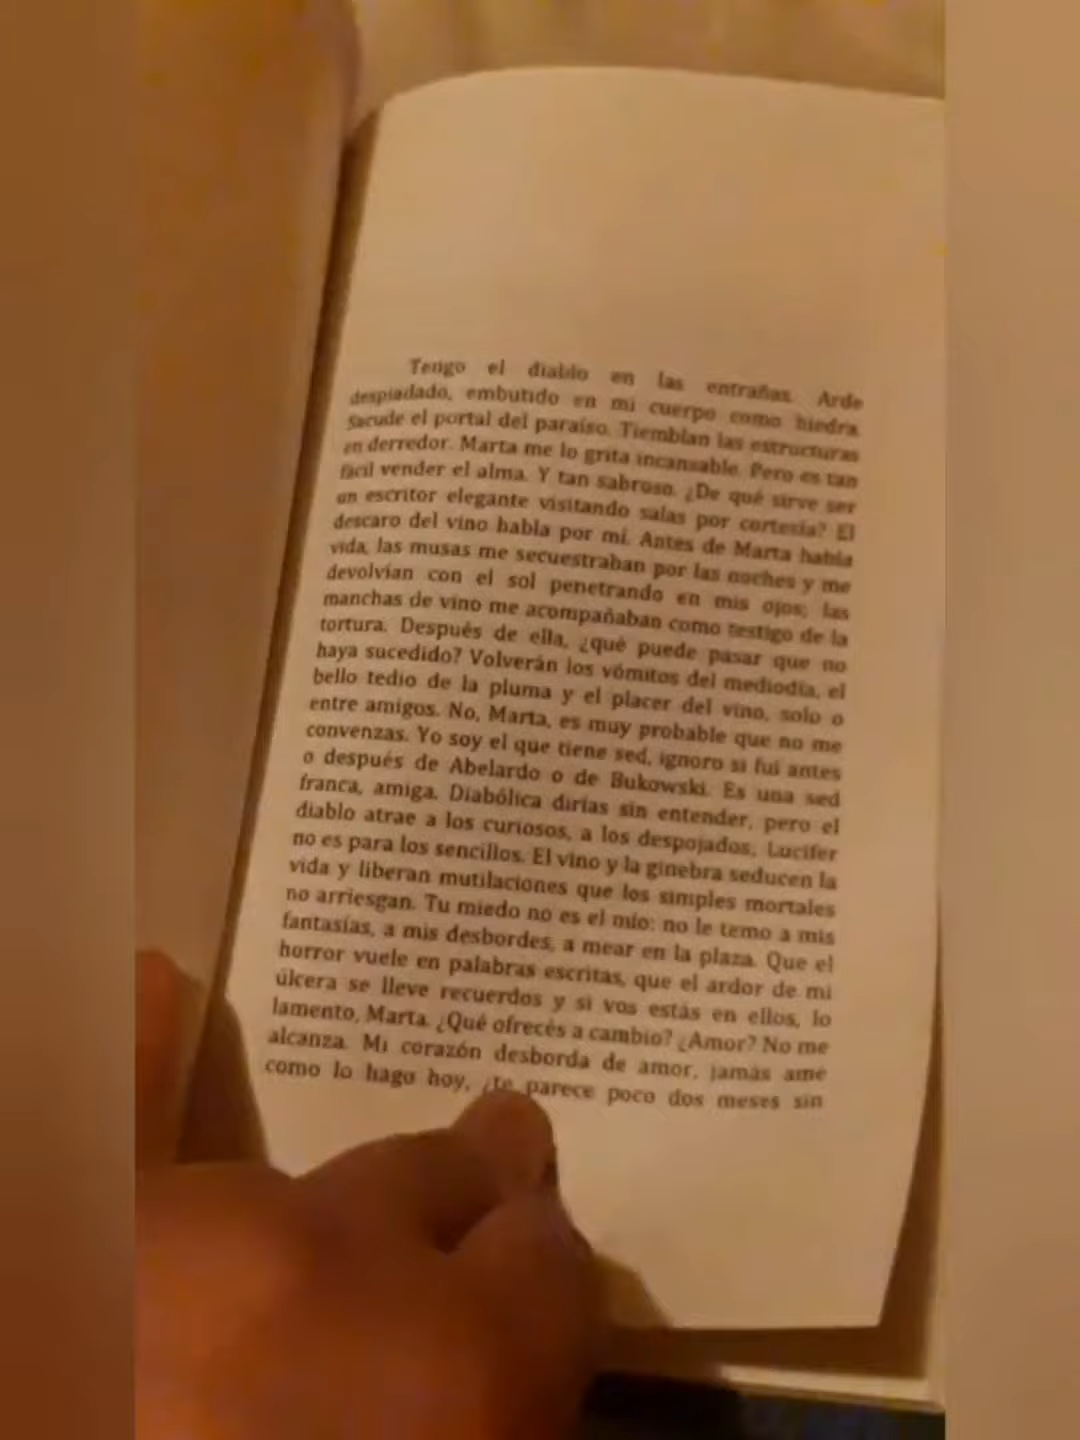 Tengo el diablo en las entrañas. Arde
despiadado, embutido en mi cuerpo como hiedra.
Sacude el portal del paraíso. Tiemblan las estructuras
en derredor. Marta me lo grita incansable. Pero es tan
fácil vender el alma. Y tan sabroso. ¿De qué sirve ser
un escritor elegante visitando salas por cortesía? El
descaro del vino habla por mí. Antes de Marta había
vida, las musas me secuestraban por las noches y me
devolvían con el sol penetrando en mis ojos; las
manchas de vino me acompañaban como testigo de la
tortura. Después de ella, ¿qué puede pasar que no
haya sucedido? Volverán los vómitos del mediodía, el
bello tedio de la pluma y el placer del vino, solo o
entre amigos. No, Marta, es muy probable que no me
convenzas. Yo soy el que tiene sed, ignoro si fui antes
o después de Abelardo o de Bukowski. Es una sed
franca, amiga. Diabólica dirías sin entender, pero el
diablo atrae a los curiosos, a los despojados. Lucifer
no es para los sencillos. El vino y la ginebra seducen la
vida y liberan mutilaciones que los simples mortales
no arriesgan. Tu miedo no es el mío: no le temo a mis
fantasías, a mis desbordes, a mear en la plaza. Que el
horror vuele en palabras escritas, que el ardor de mi
úlcera se lleve recuerdos y si vos estás en ellos, lo
lamento, Marta. ¿Qué ofrecés a cambio? ¿Amor? No me
alcanza. Mi corazón desborda de amor, jamás amé
como lo hago hoy, ¿te parece poco dos meses sin